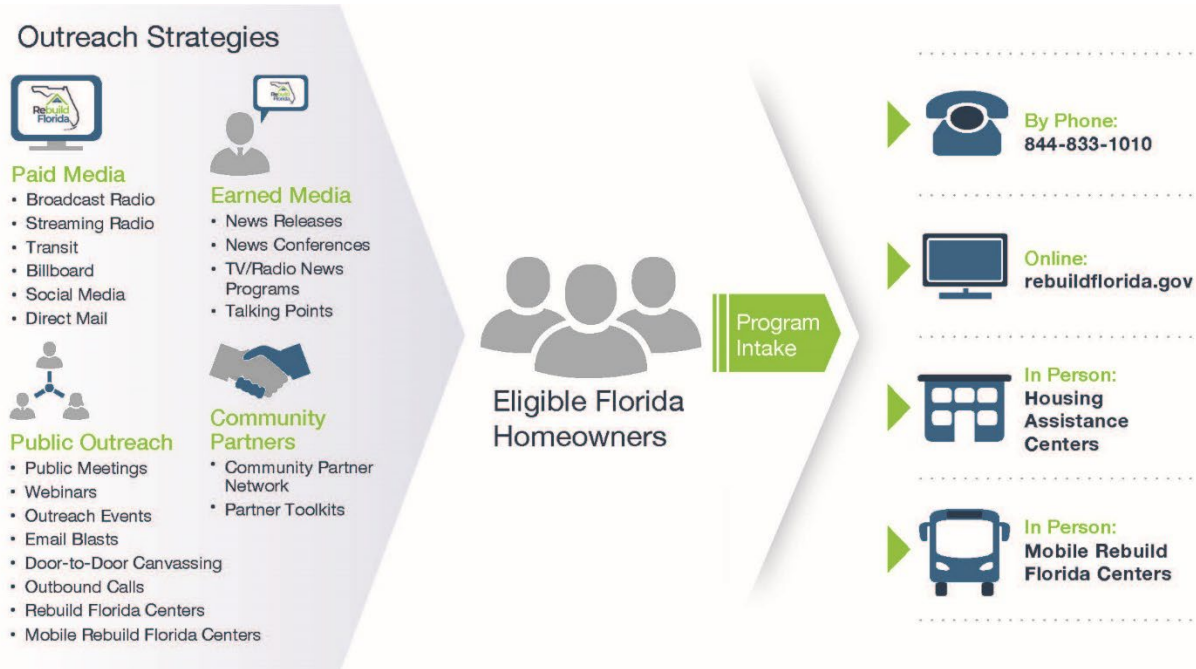 Outreach Strategies
Rebuild
Florida
Rebuild
Florida
Paid Media
• Broadcast Radio
• Streaming Radio
• Transit
• Billboard
• Social Media
• Direct Mail
Earned Media
• News Releases
• News Conferences
• TV/Radio News
Programs
• Talking Points
Public Outreach
• Public Meetings
• Webinars
• Outreach Events
• Email Blasts
• Door-to-Door Canvassing
• Outbound Calls
• Rebuild Florida Centers
• Mobile Rebuild Florida Centers
Community
Partners
• Community Partner
Network
• Partner Toolkits
Eligible Florida
Homeowners
Program
Intake
By Phone:
844-833-1010
Online:
rebuildflorida.gov
In Person:
Housing
Assistance
Centers
In Person:
Mobile Rebuild
Florida Centers